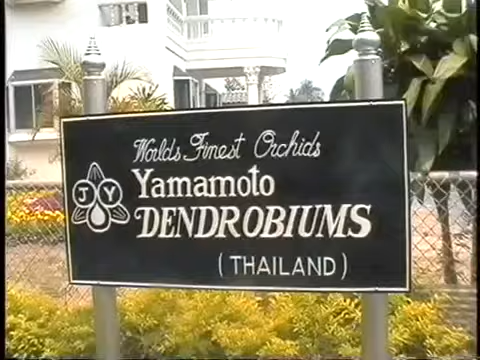 Worlds Finest Orchids
J Y
Yamamoto
DENDROBIUMS
(THAILAND)